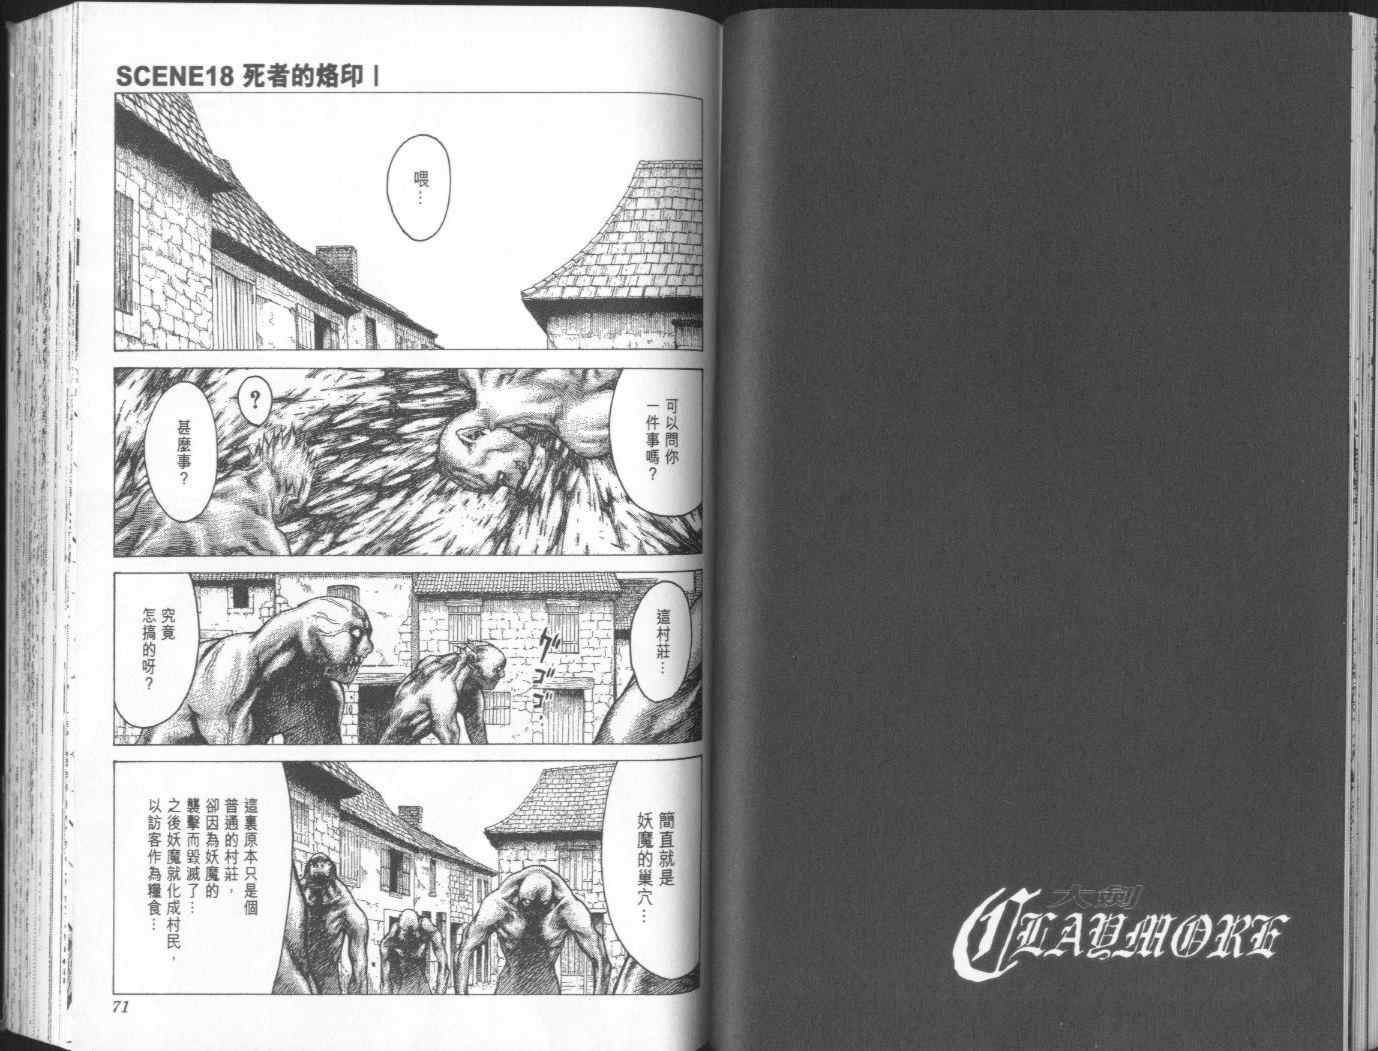 大劍
CLAYMORE
SCENE18 死者的烙印 I
喂…
可以問你
一件事嗎？
？
甚麼事？
這村莊…
グゴゴ
究竟
怎搞的呀？
簡直就是
妖魔的巢穴…
這裏原本只是個
普通的村莊，
卻因為妖魔的
襲擊而毀滅了…
之後妖魔就化成村民，
以訪客作為糧食…
71